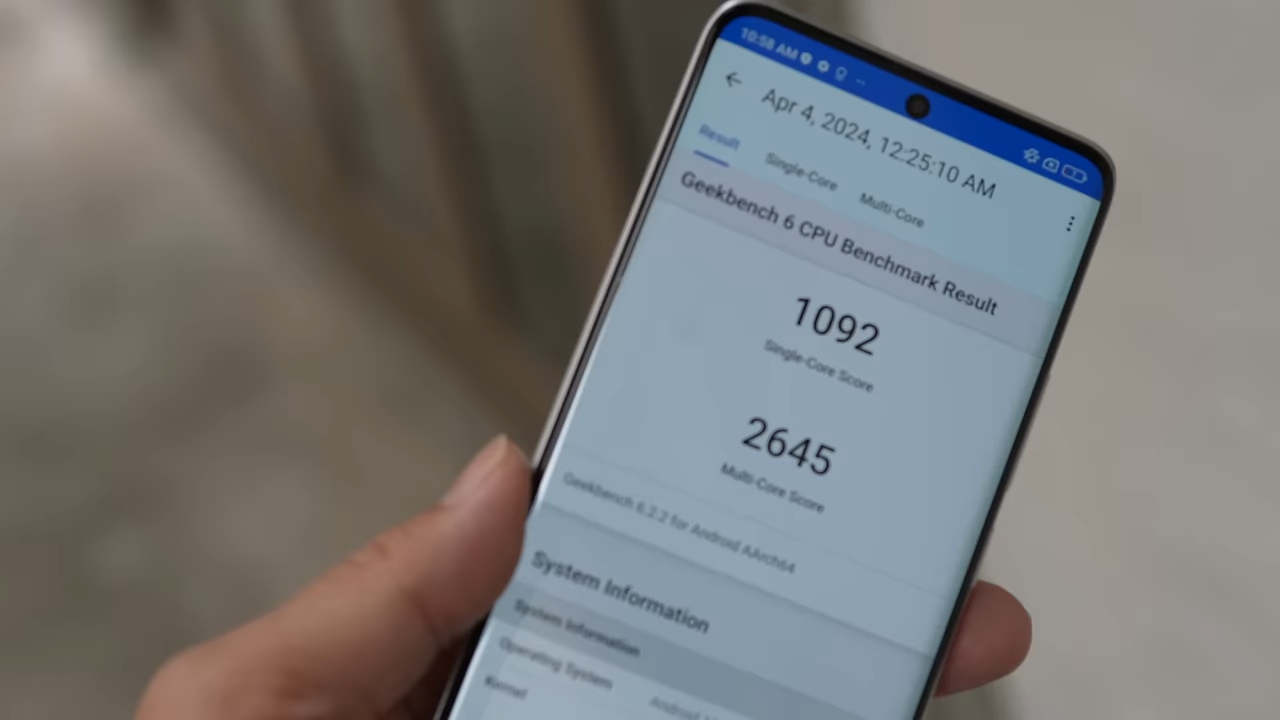 10:58 AM
Apr 4, 2024, 12:25:10 AM
Result Single-Core Multi-Core
Geekbench 6 CPU Benchmark Result
1092
Single-Core Score
2645
Multi-Core Score
Geekbench 6.2.2 for Android AArch64
System Information
System Information
Operating System Android
Kernel